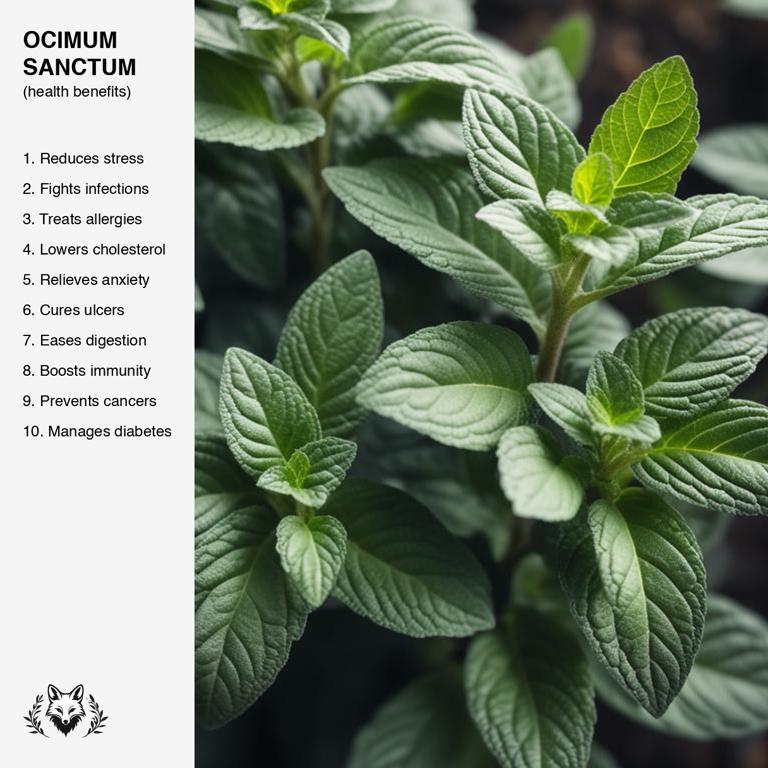 OCIMUM
SANCTUM
(health benefits)
1. Reduces stress
2. Fights infections
3. Treats allergies
4. Lowers cholesterol
5. Relieves anxiety
6. Cures ulcers
7. Eases digestion
8. Boosts immunity
9. Prevents cancers
10. Manages diabetes